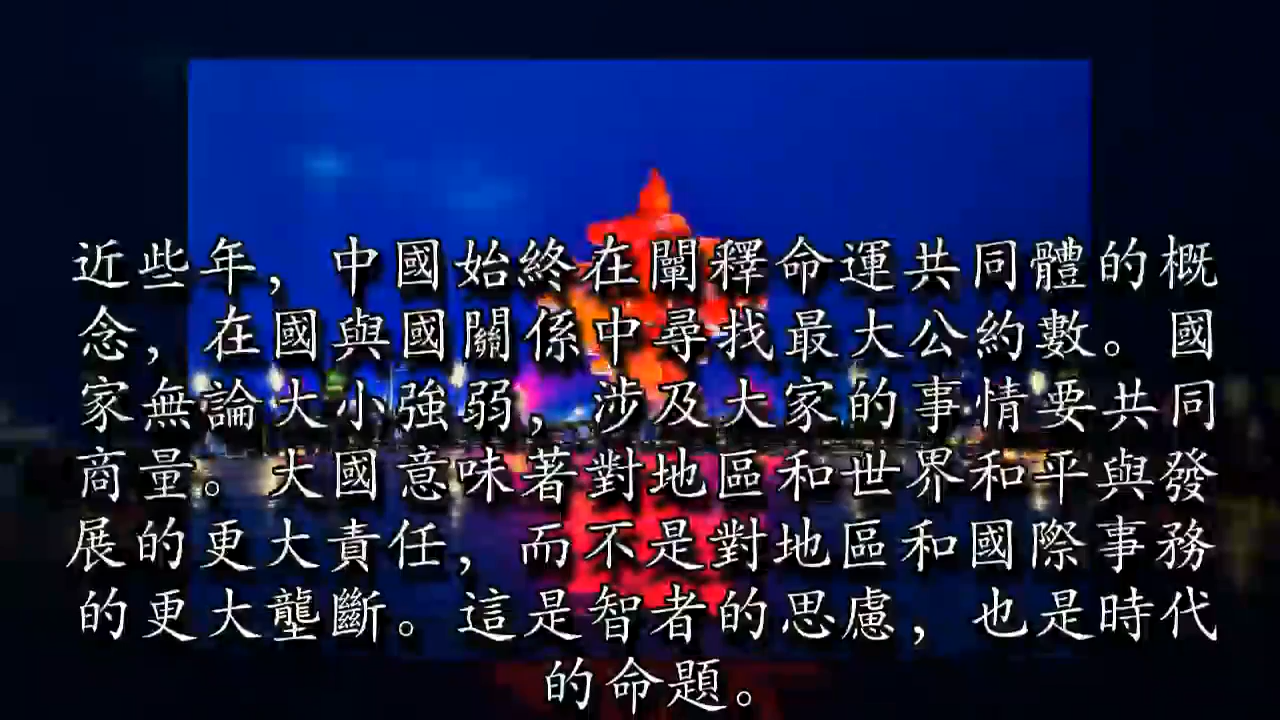 近些年，中國始終在闡釋命運共同體的概
念，在國與國關係中尋找最大公約數。國
家無論大小強弱，涉及大家的事情要共同
商量。大國意味著對地區和世界和平與發
展的更大責任，而不是對地區和國際事務
的更大壟斷。這是智者的思慮，也是時代
的命題。